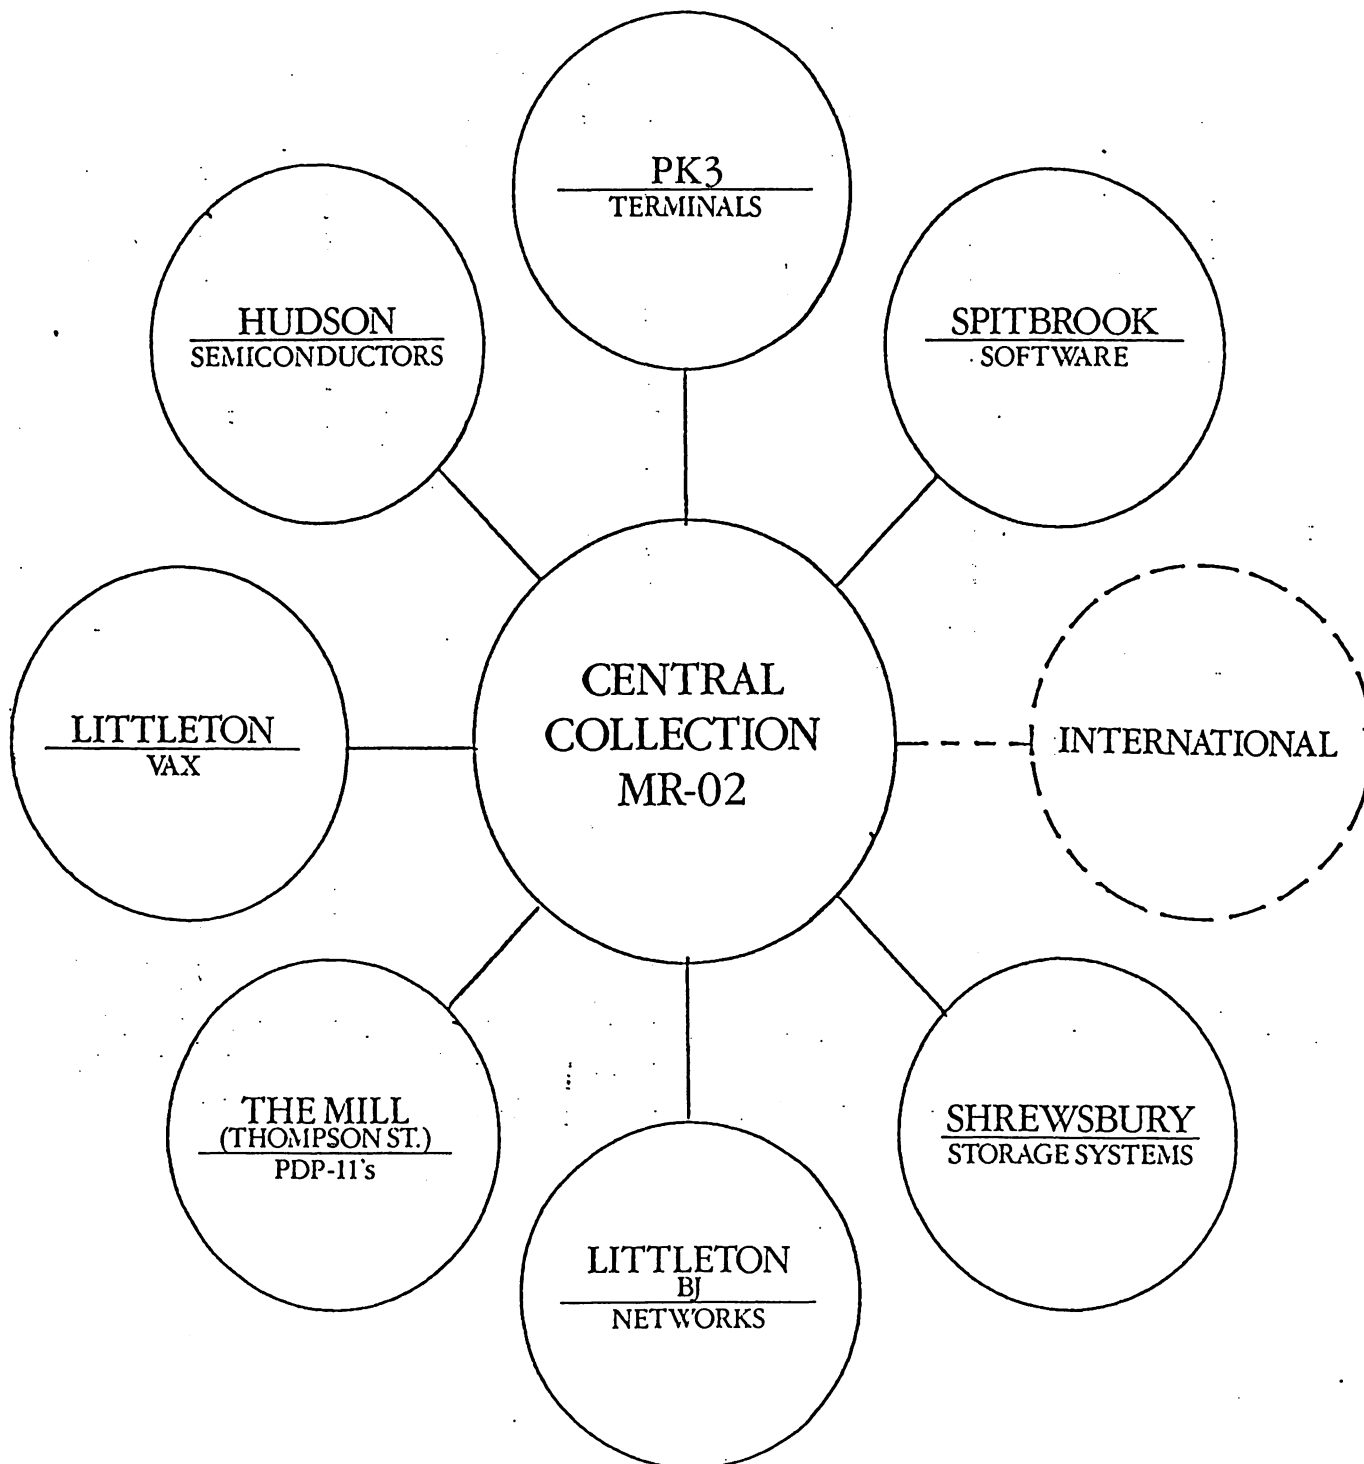 PK3
TERMINALS
HUDSON
SEMICONDUCTORS
SPITBROOK
SOFTWARE
LITTLETON
VAX
CENTRAL
COLLECTION
MR-02
INTERNATIONAL
THE MILL
(THOMPSON ST.)
PDP-11's
SHREWSBURY
STORAGE SYSTEMS
LITTLETON
BJ
NETWORKS